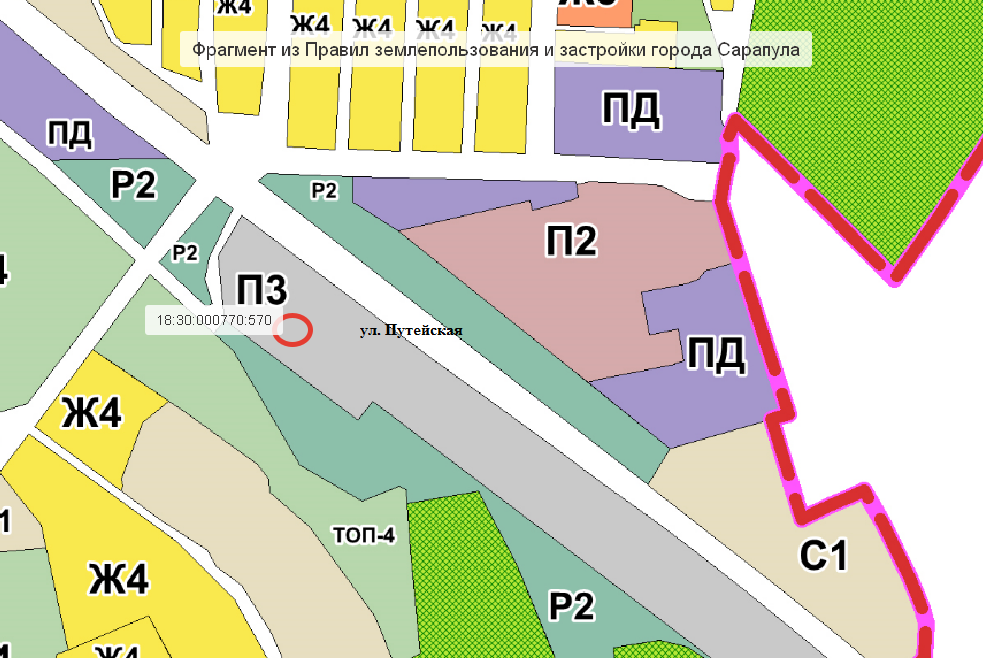 Ж4
Ж4
Ж4
Ж4
Ж4
Фрагмент из Правил землепользования и застройки города Сарапула
ПД
ПД
Р2
Р2
Р2
П2
П3
18:30:000770:570
ул. Путейская
ПД
Ж4
ТОП-4
С1
Ж4
Р2
Ж4